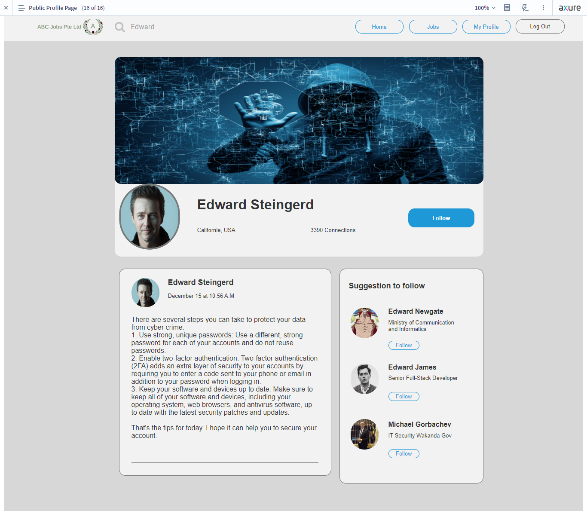 Public Profile Page (16 of 16)
100%
axure
ABC Jobs Pte Ltd
A
Edward
Home
Jobs
My Profile
Log Out
Edward Steingerd
California, USA
3390 Connections
Follow
Edward Steingerd
December 15 at 10:56 A.M
There are several steps you can take to protect your data
from cyber crime:
1. Use strong, unique passwords: Use a different, strong
password for each of your accounts and do not reuse
passwords.
2. Enable two-factor authentication: Two factor authentication
(2FA) adds an extra layer of security to your accounts by
requiring you to enter a code sent to your phone or email in
addition to your password when logging in.
3. Keep your software and devices up to date: Make sure to
keep all of your software and devices, including your
operating system, web browsers, and antivirus software, up
to date with the latest security patches and updates.
That's the tips for today. I hope it can help you to secure your
account.
Suggestion to follow
Edward Newgate
Ministry of Communication
and Informatics
Follow
Edward James
Senior Full-Stack Developer
Follow
Michael Gorbachev
IT Security Wakanda Gov
Follow